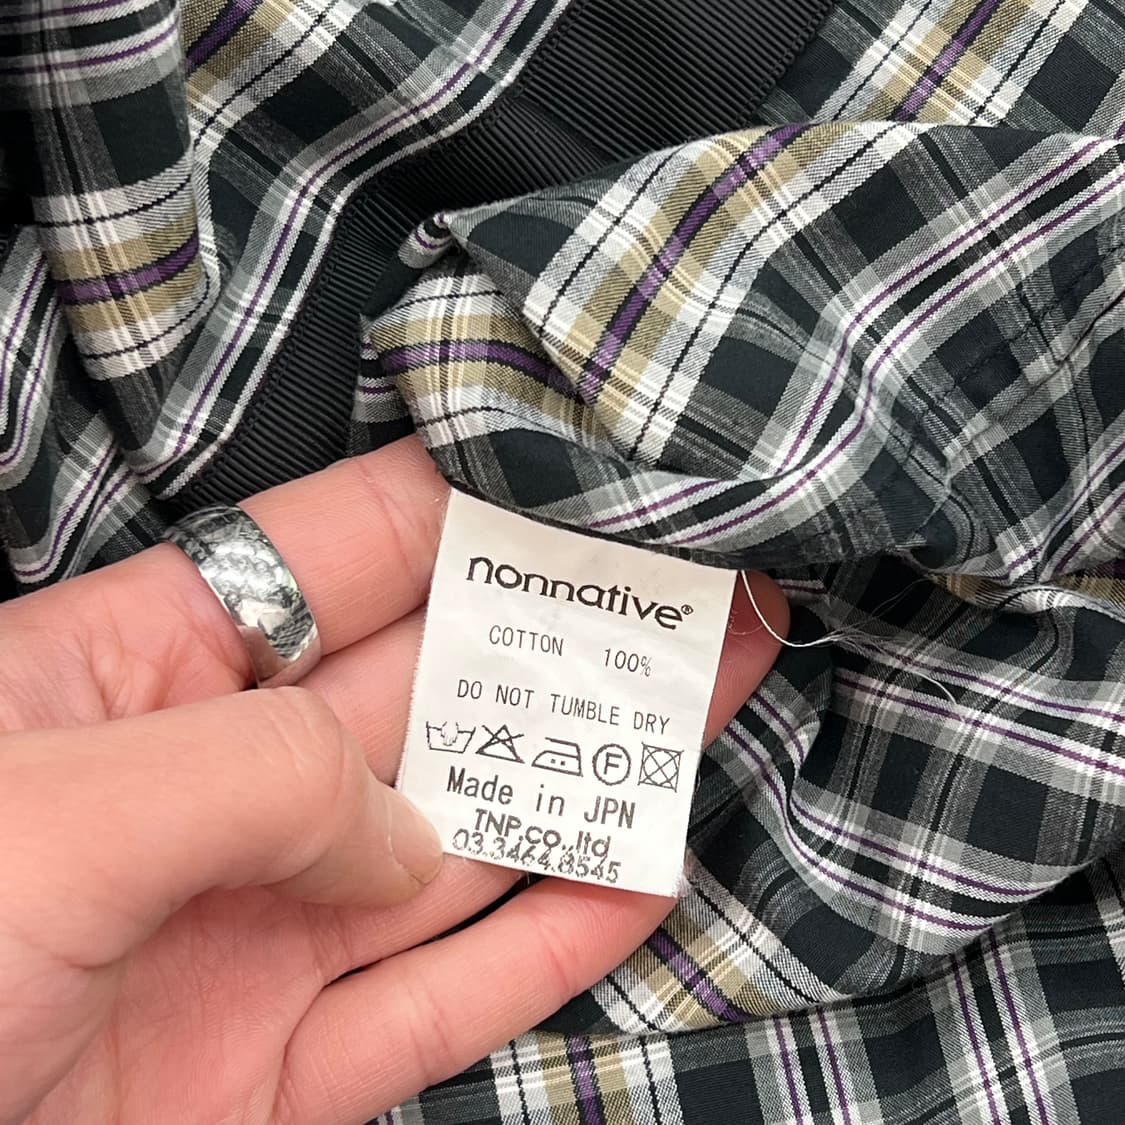 nonnative®
COTTON 100%
DO NOT TUMBLE DRY
F
Made in JPN
TNP.co.,ltd
03.3464.8545